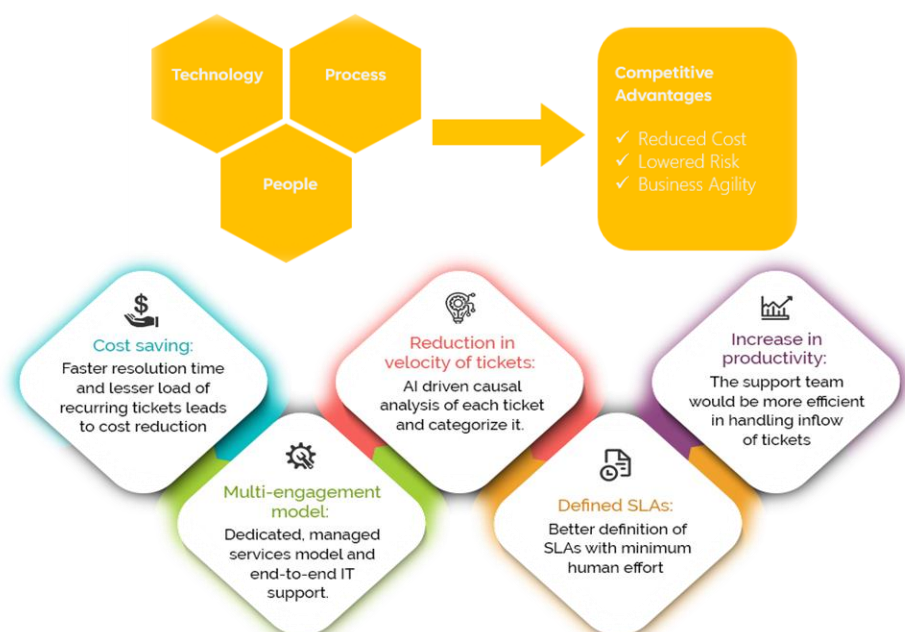 Technology
Process
People
Competitive
Advantages
✓ Reduced Cost
✓ Lowered Risk
✓ Business Agility
Cost saving:
Faster resolution time
and lesser load of
recurring tickets leads
to cost reduction
Multi-engagement
model:
Dedicated, managed
services model and
end-to-end IT
support.
Reduction in
velocity of tickets:
AI driven causal
analysis of each ticket
and categorize it.
Defined SLAs:
Better definition of
SLAs with minimum
human effort
Increase in
productivity:
The support team
would be more efficient
in handling inflow
of tickets